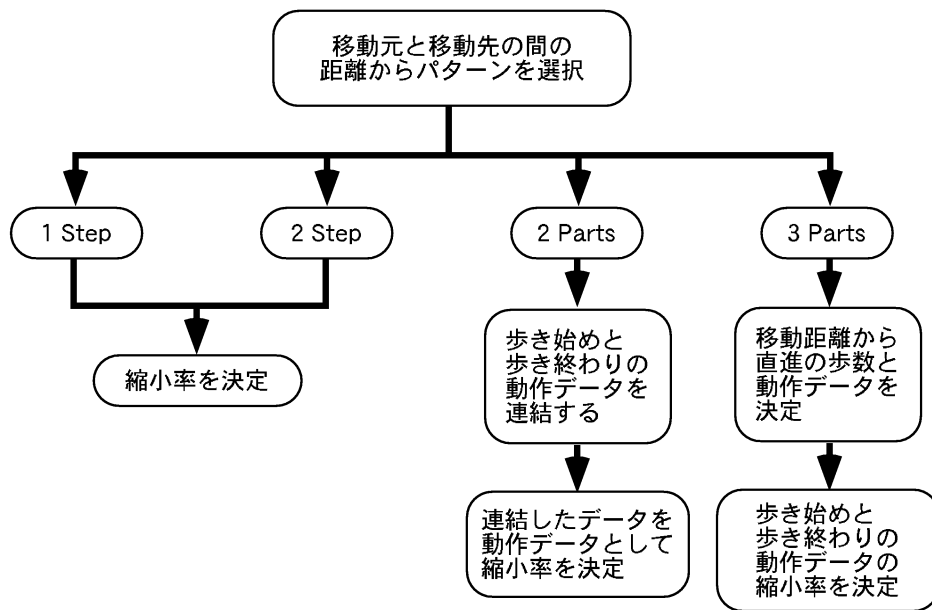 移動元と移動先の間の
距離からパターンを選択
1 Step
2 Step
2 Parts
3 Parts
縮小率を決定
歩き始めと
歩き終わりの
動作データを
連結する
移動距離から
直進の歩数と
動作データを
決定
連結したデータを
動作データとして
縮小率を決定
歩き始めと
歩き終わりの
動作データの
縮小率を決定